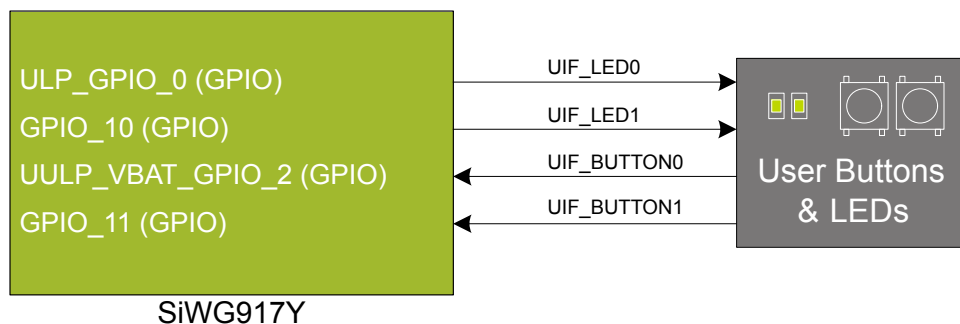 ULP_GPIO_0 (GPIO)
GPIO_10 (GPIO)
UULP_VBAT_GPIO_2 (GPIO)
GPIO_11 (GPIO)
SiWG917Y
UIF_LED0
UIF_LED1
UIF_BUTTON0
UIF_BUTTON1
User Buttons
& LEDs